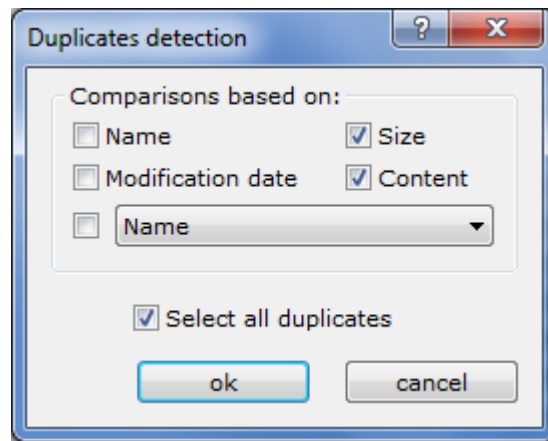 Duplicates detection ?
Comparisons based on:
Name Size
Modification date Content
Name
Select all duplicates
ok cancel